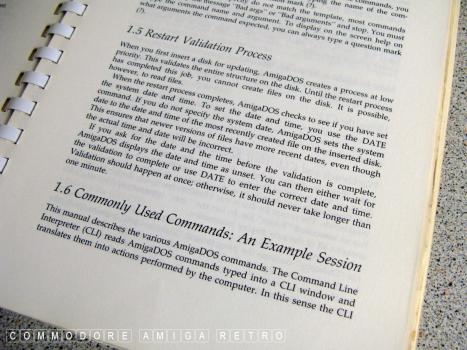 not match the template, most commands
the message "Bad args" or "Bad arguments" and stop. You must
command name and argument. To display on the screen help on
what arguments the command expected, you can always type a question mark
(?).
1.5 Restart Validation Process
When you first insert a disk for updating, AmigaDOS creates a process at low
priority. This validates the entire structure on the disk. Until the restart process
has completed this job, you cannot create files on the disk. It is possible,
however, to read files.
When the restart process completes, AmigaDOS checks to see if you have set
the system date and time. To set the date and time, you use the DATE
command. If you do not specify the system date, AmigaDOS sets the system
date to the date and time of the most recently created file on the inserted disk.
This ensures that newer versions of files have more recent dates, even though
the actual time and date will be incorrect.
If you ask for the date and the time before the validation is complete,
AmigaDOS displays the date and time as unset. You can then either wait for
the validation to complete or use DATE to enter the correct date and time.
Validation should happen at once; otherwise, it should never take longer than
one minute.
1.6 Commonly Used Commands: An Example Session
This manual describes the various AmigaDOS commands. The Command Line
Interpreter (CLI) reads AmigaDOS commands typed into a CLI window and
translates them into actions performed by the computer. In this sense the CLI
COMMODORE AMIGA RETRO